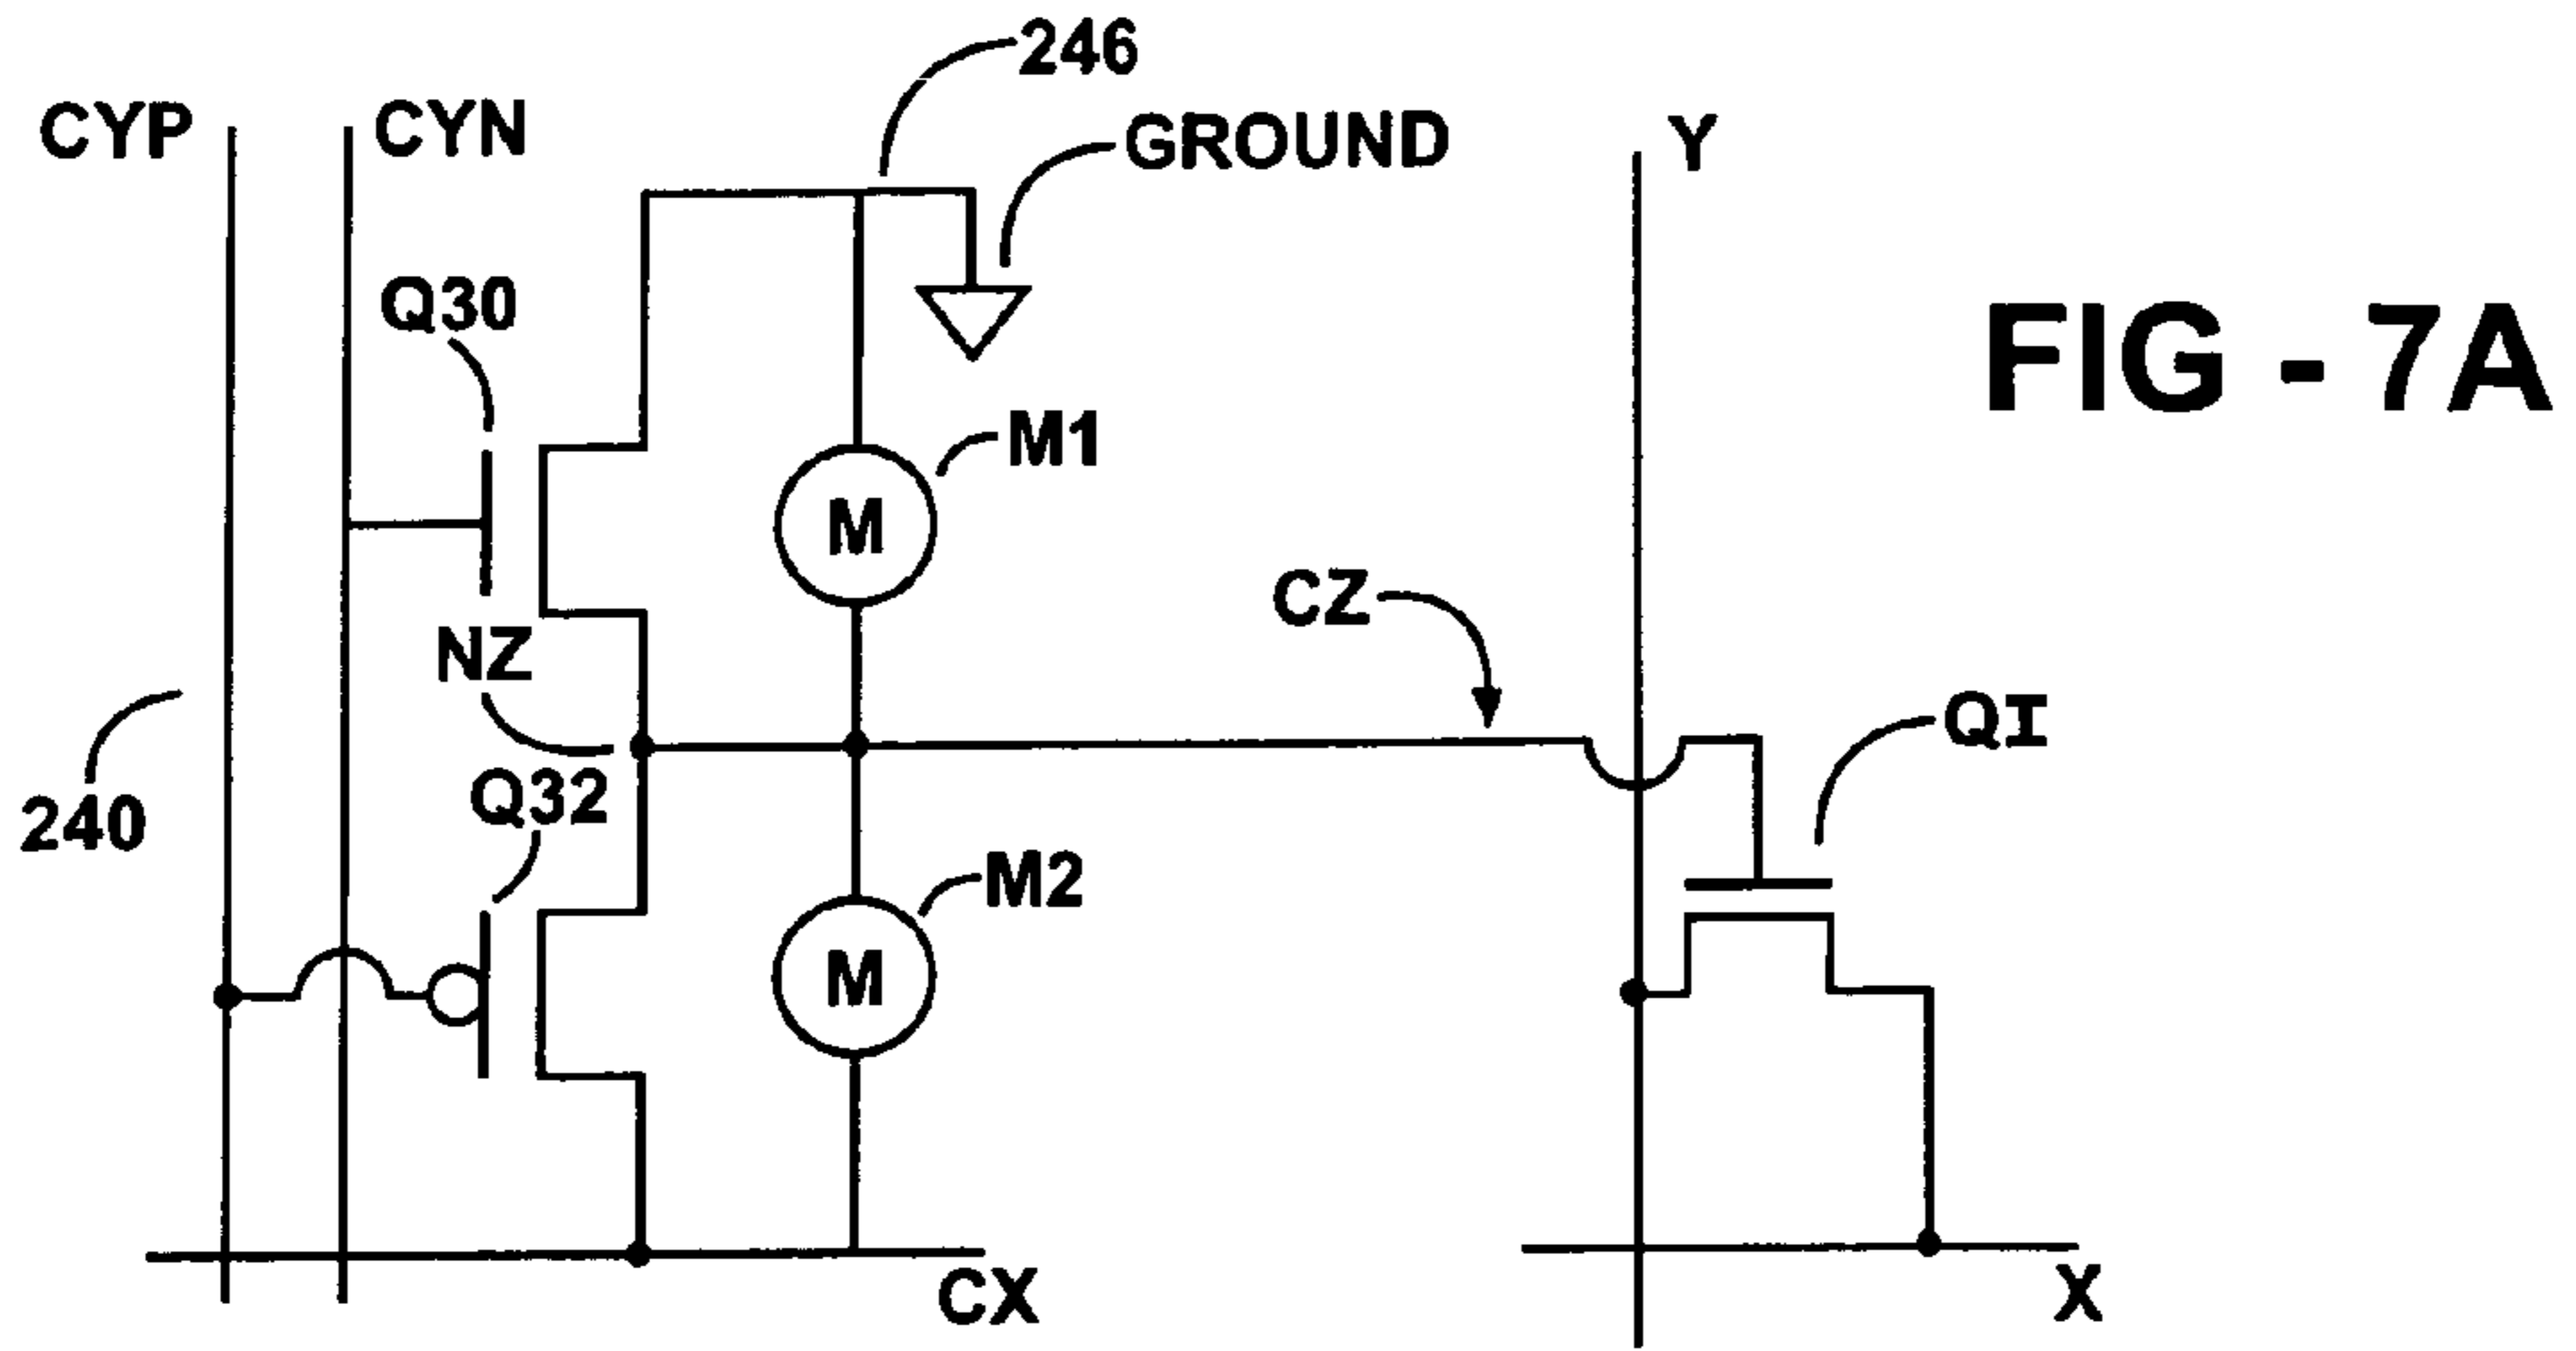 246
CYP
CYN
GROUND
Y
Q30
FIG - 7A
M1
M
CZ
NZ
QI
Q32
240
M2
M
CX
X